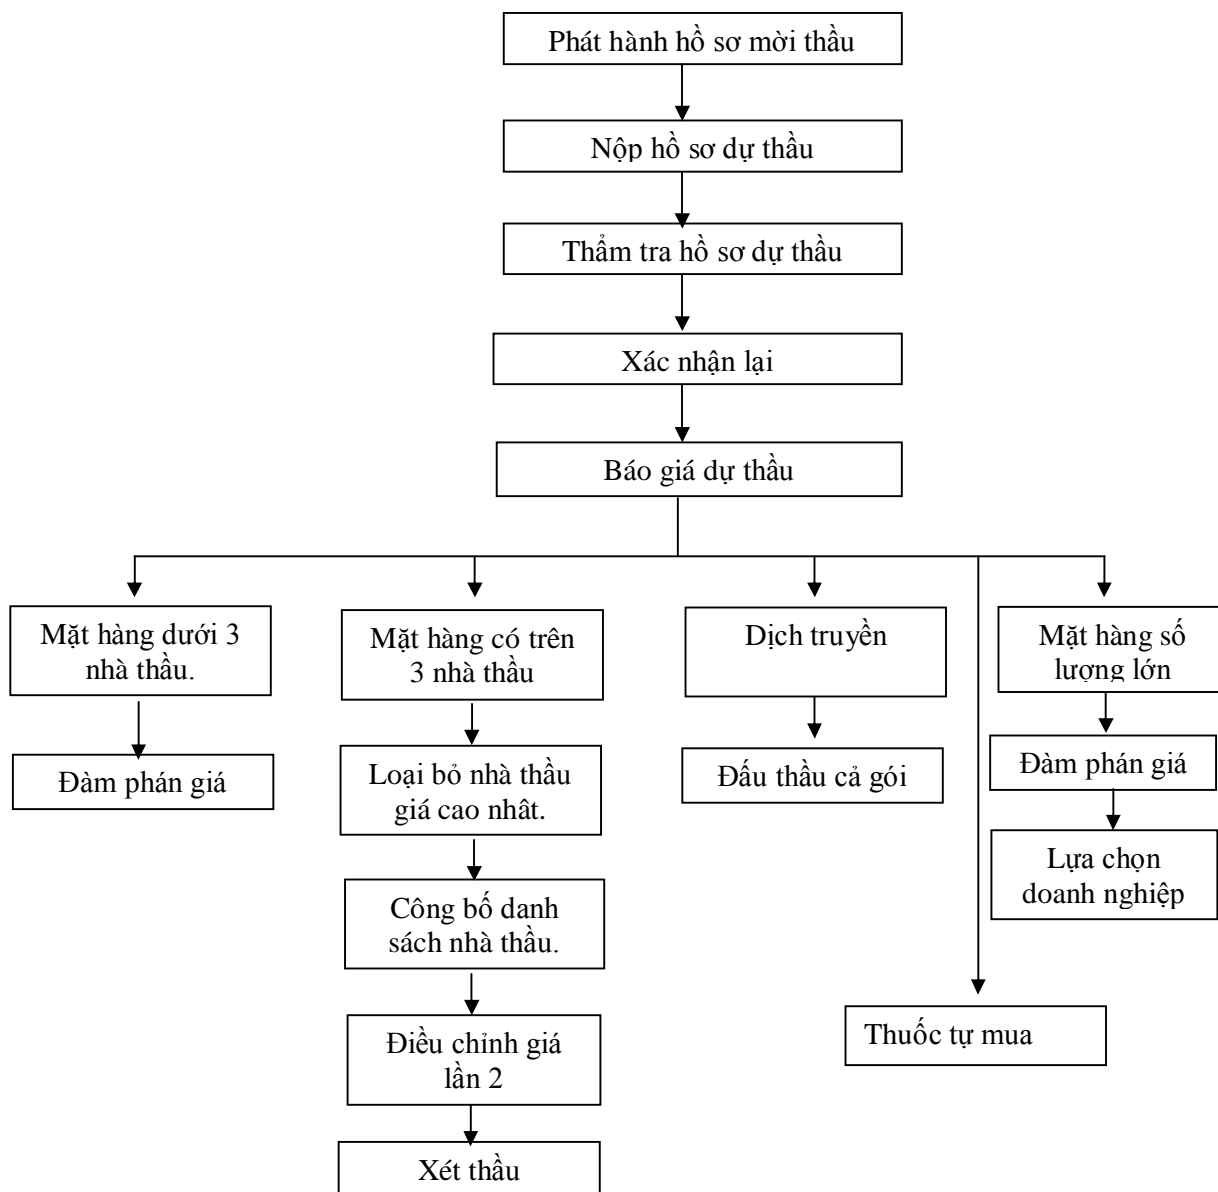 Phát hành hồ sơ mời thầu
Nộp hồ sơ dự thầu
Thẩm tra hồ sơ dự thầu
Xác nhận lại
Báo giá dự thầu
Mặt hàng dưới 3
nhà thầu.
Đàm phán giá
Mặt hàng có trên
3 nhà thầu
Loại bỏ nhà thầu
giá cao nhât.
Công bố danh
sách nhà thầu.
Điều chỉnh giá
lần 2
Xét thầu
Dịch truyền
Đấu thầu cả gói
Thuốc tự mua
Mặt hàng số
lượng lớn
Đàm phán giá
Lựa chọn
doanh nghiệp